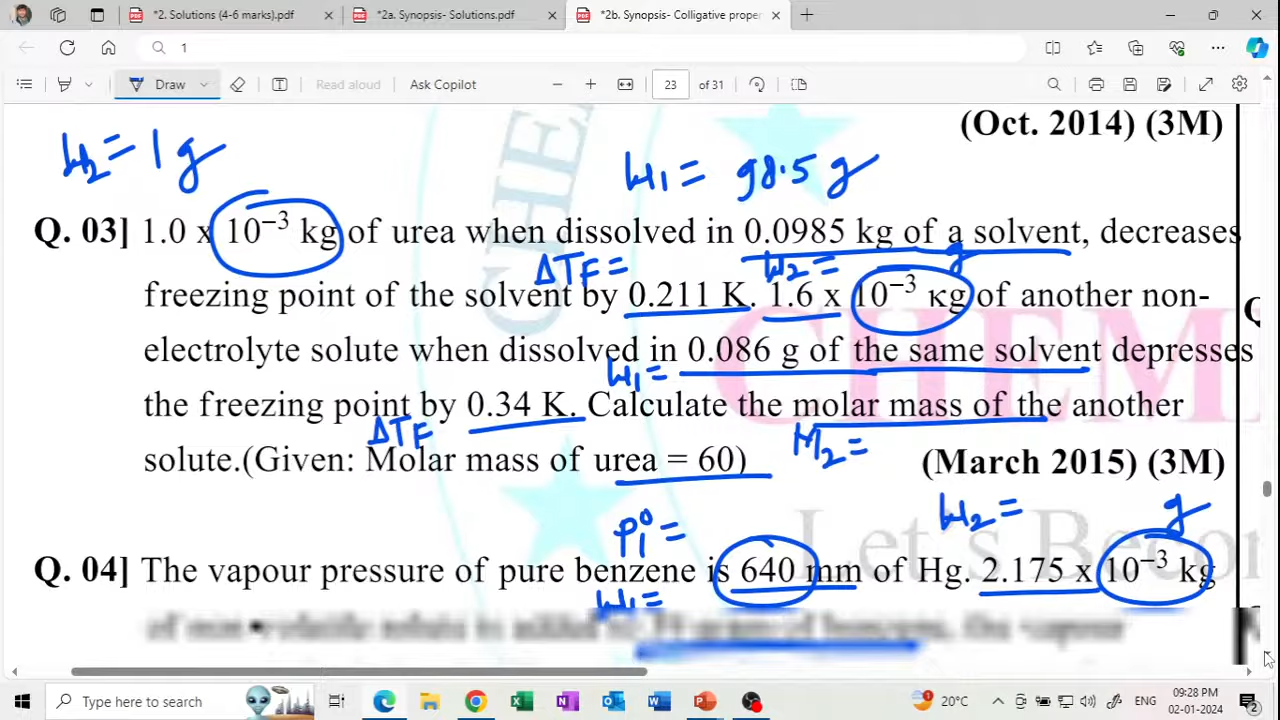 *2. Solutions (4-6 marks).pdf
*2a. Synopsis- Solutions.pdf
*2b. Synopsis- Colligative proper
1
Draw
Read aloud
Ask Copilot
23 of 31
(Oct. 2014) (3M)
W2 = 1 g
W1 = 98.5 g
Q. 03] 1.0 x 10⁻³ kg of urea when dissolved in 0.0985 kg of a solvent, decreases
ΔTF =
W2 = g
freezing point of the solvent by 0.211 K. 1.6 x 10⁻³ кg of another non-
electrolyte solute when dissolved in 0.086 g of the same solvent depresses
W1 =
the freezing point by 0.34 K. Calculate the molar mass of the another
ΔTF
M2 =
solute.(Given: Molar mass of urea = 60)
(March 2015) (3M)
P1⁰ =
W2 = g
Q. 04] The vapour pressure of pure benzene is 640 mm of Hg. 2.175 x 10⁻³ kg
W1 =
CHE
CHEM
Let's Becom
Type here to search
20°C
ENG
09:28 PM
02-01-2024
2